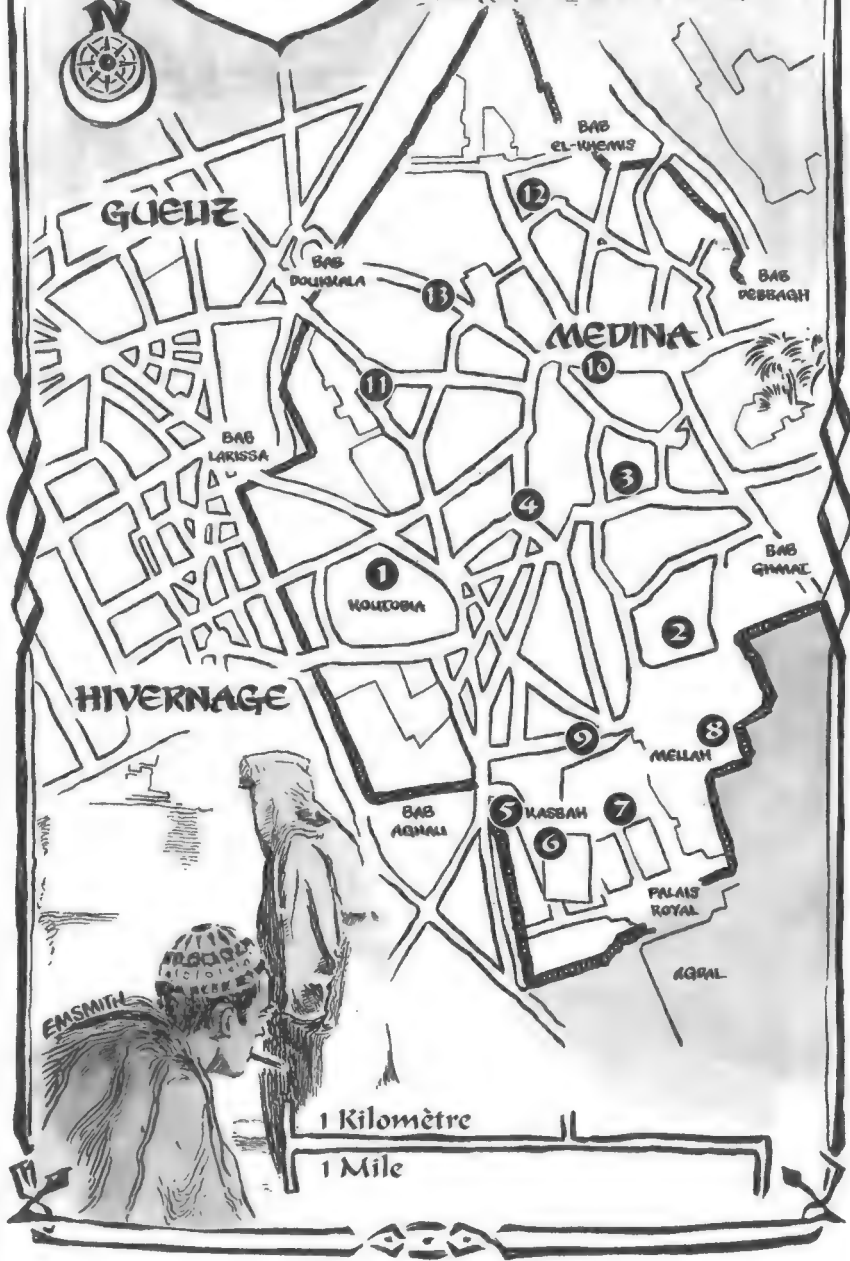 N
BAB
EL-KHEMIS
12
GUELIZ
BAB
DOUKKALA
13
BAB
DEBBAGH
MEDINA
10
11
BAB
LARISSA
3
4
BAB
GHMAT
1
KOUTOBIA
2
HIVERNAGE
9
8
MELLAH
BAB
AGNAU
5
KASBAH
7
6
PALAIS
ROYAL
AGDAL
EMSMITH
1 Kilomètre
1 Mile